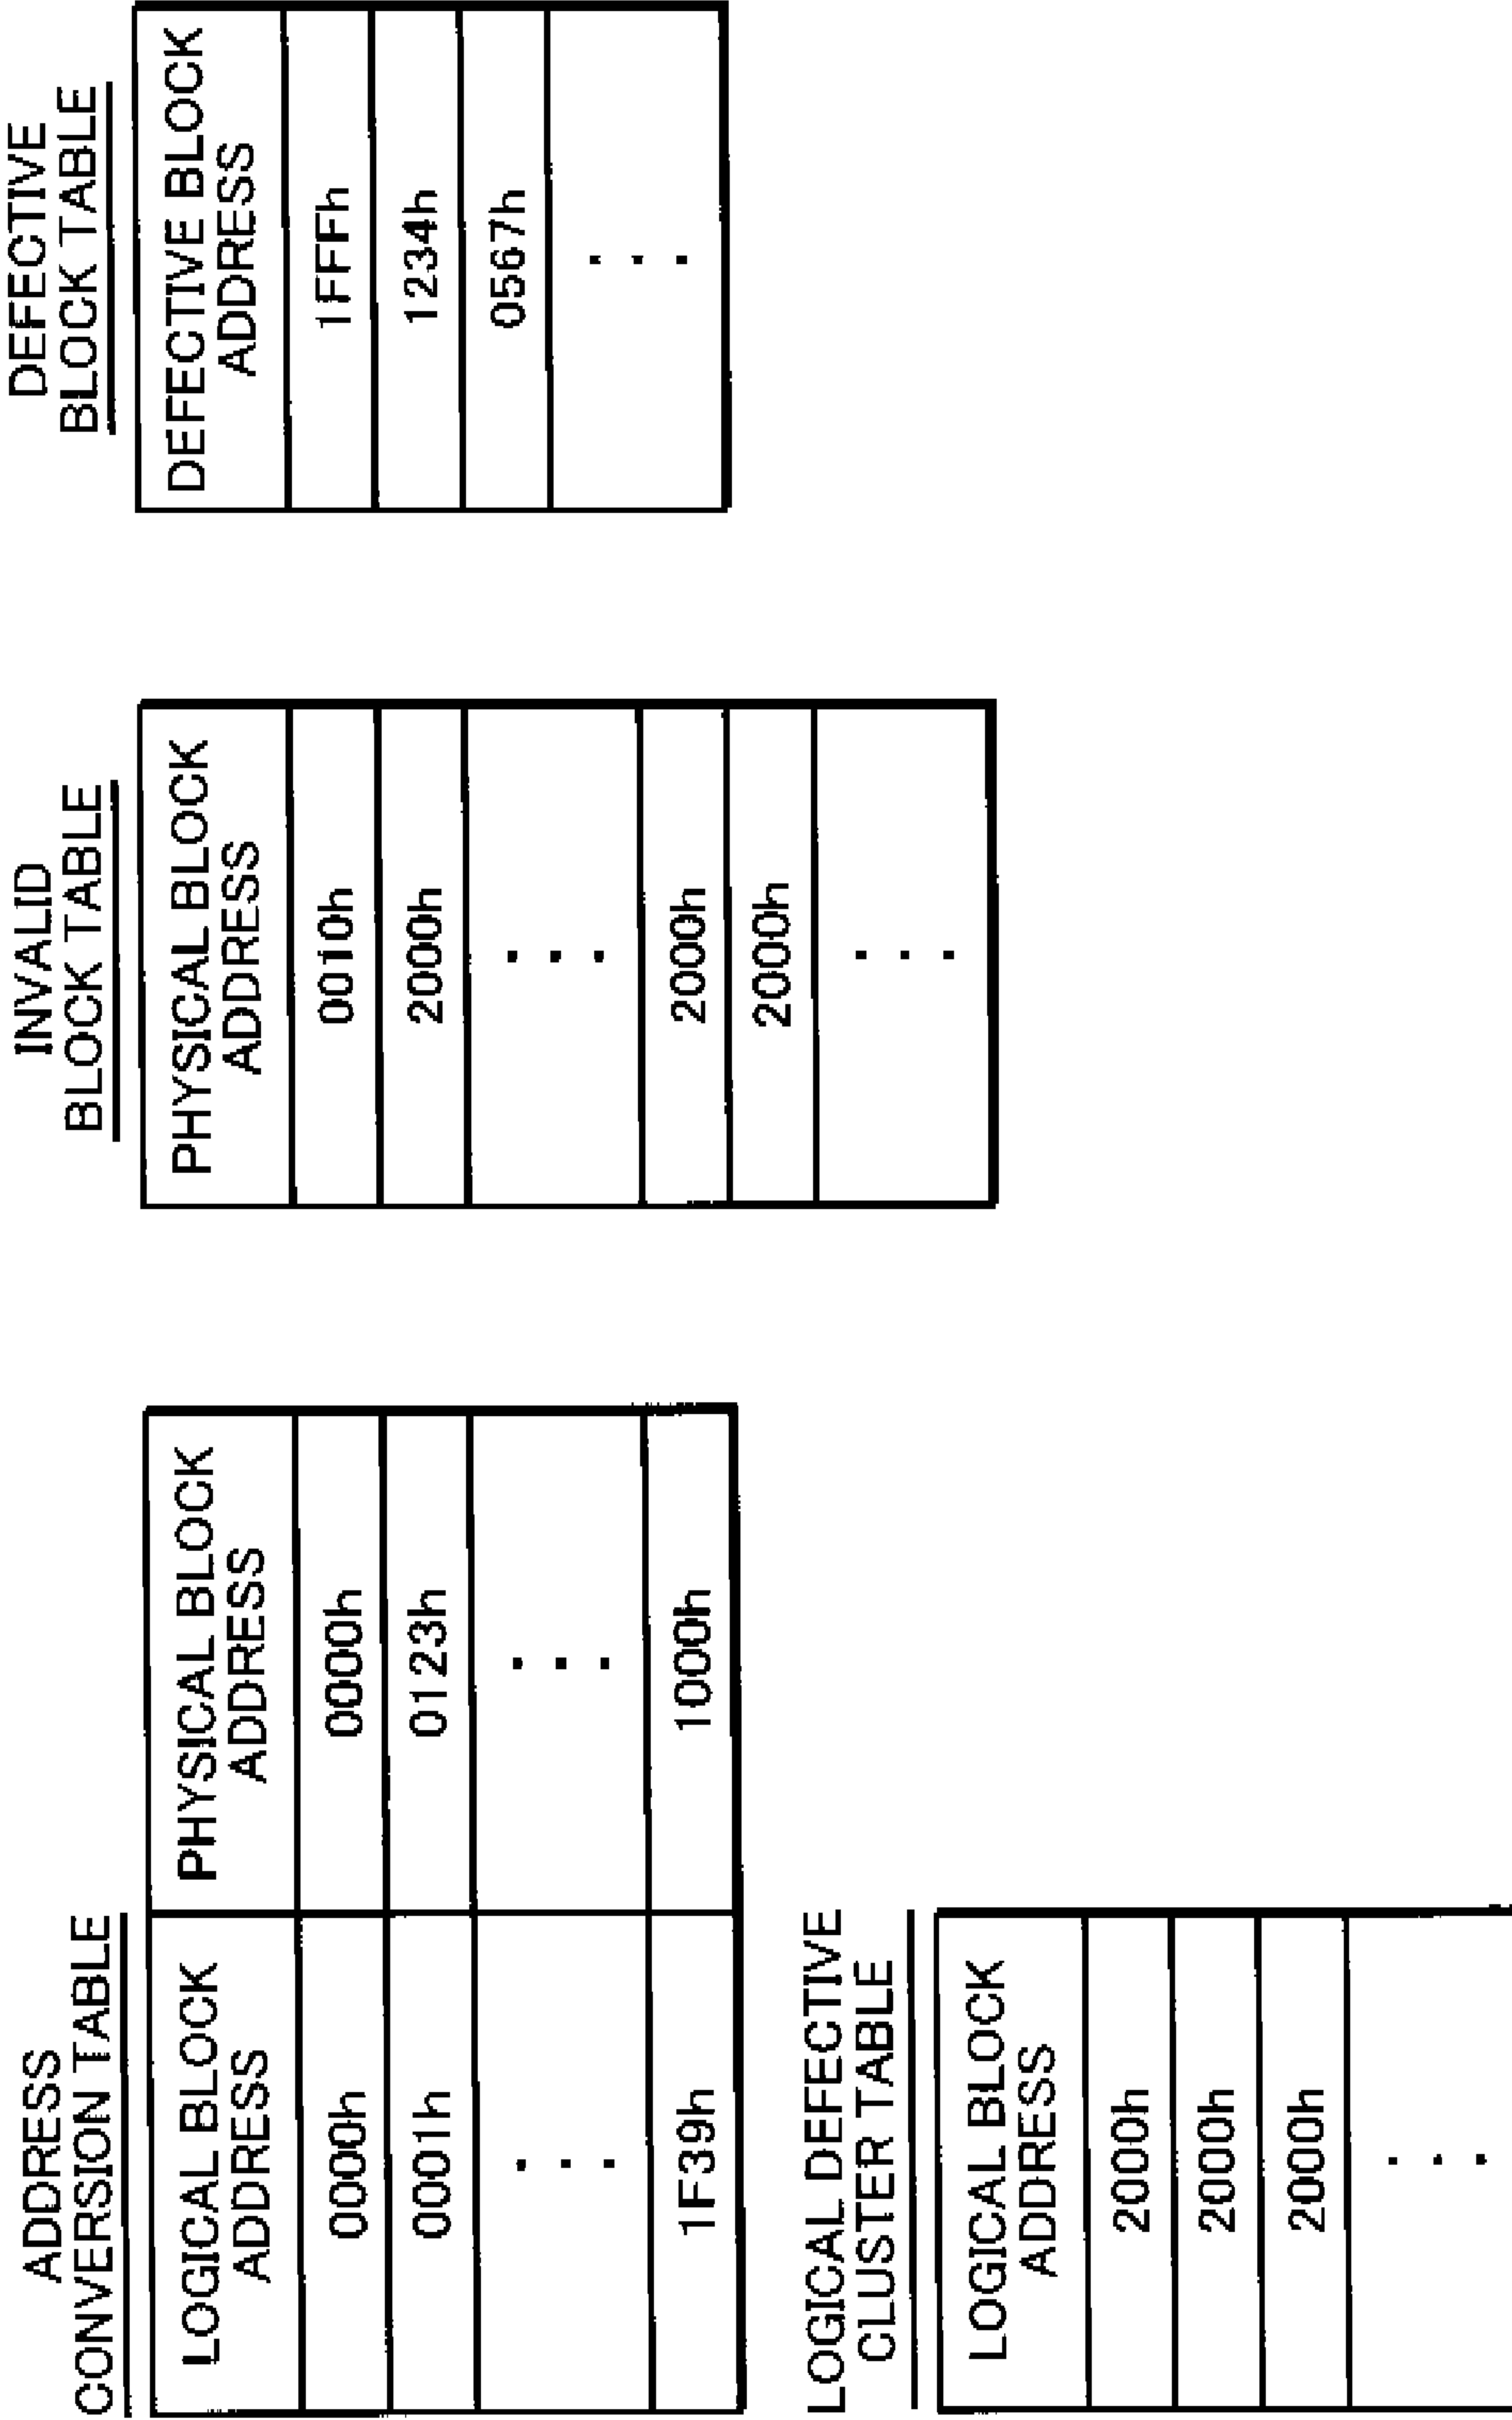 ADDRESS
CONVERSION TABLE
LOGICAL BLOCK
ADDRESS
PHYSICAL BLOCK
ADDRESS
0000h
0000h
0001h
0123h
. . .
. . .
1F39h
1000h
INVALID
BLOCK TABLE
PHYSICAL BLOCK
ADDRESS
0010h
2000h
. . .
2000h
2000h
. . .
DEFECTIVE
BLOCK TABLE
DEFECTIVE BLOCK
ADDRESS
1FFFh
1234h
0567h
. . .
LOGICAL DEFECTIVE
CLUSTER TABLE
LOGICAL BLOCK
ADDRESS
2000h
2000h
2000h
. . .